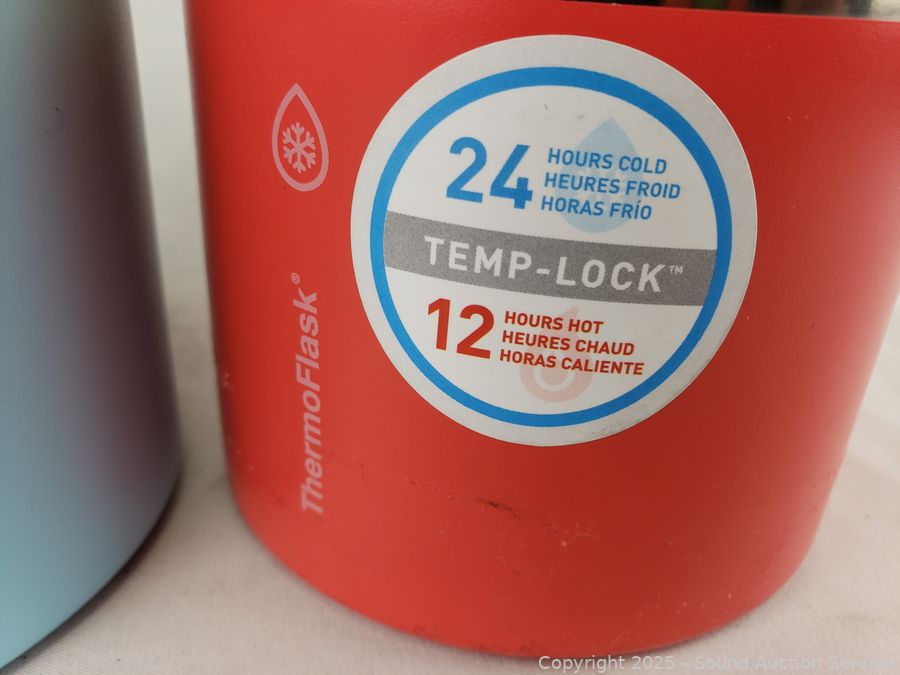 24 HOURS COLD
HEURES FROID
HORAS FRÍO
TEMP-LOCK™
12 HOURS HOT
HEURES CHAUD
HORAS CALIENTE
ThermoFlask®
Copyright 2025 - Sound Auction Service